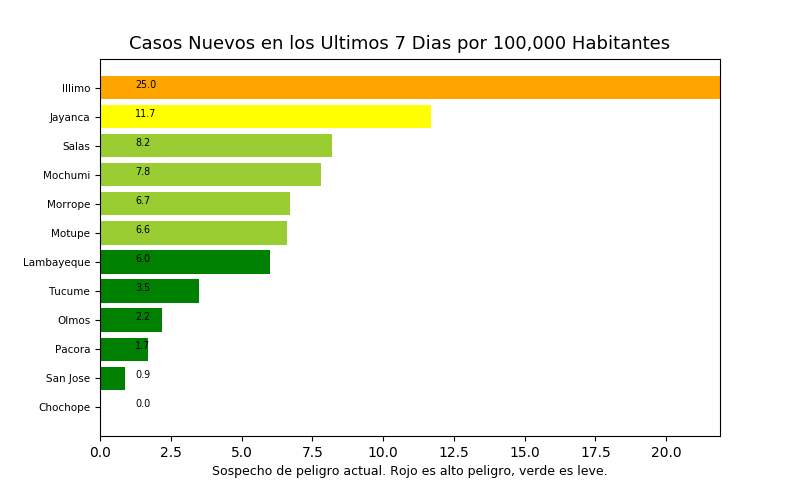 Casos Nuevos en los Ultimos 7 Dias por 100,000 Habitantes
Illimo 25.0
Jayanca 11.7
Salas 8.2
Mochumi 7.8
Morrope 6.7
Motupe 6.6
Lambayeque 6.0
Tucume 3.5
Olmos 2.2
Pacora 1.7
San Jose 0.9
Chochope 0.0
0.0 2.5 5.0 7.5 10.0 12.5 15.0 17.5 20.0
Sospecho de peligro actual. Rojo es alto peligro, verde es leve.